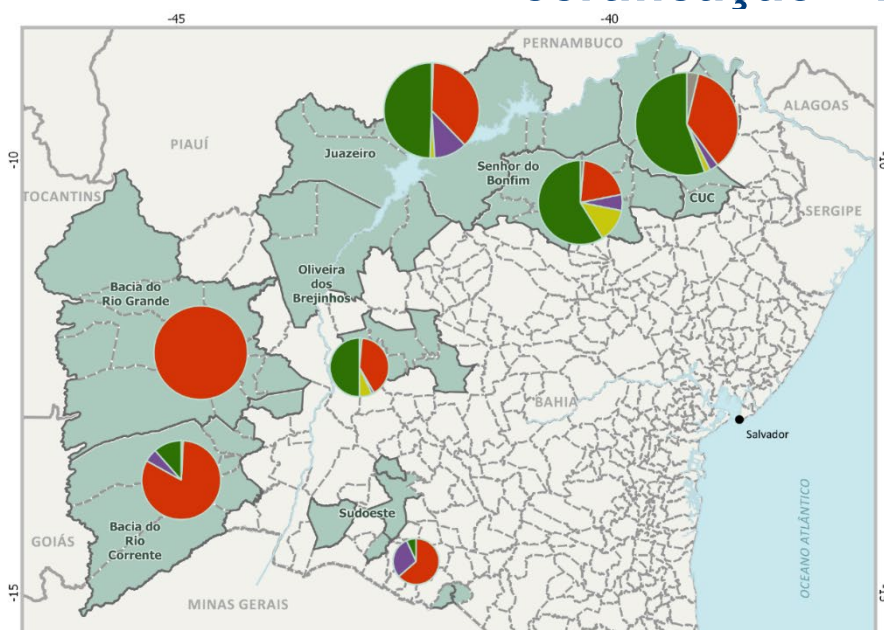 -45
-40
PERNAMBUCO
ALAGOAS
PIAUÍ
Juazeiro
-10
Senhor do
Bonfim
CUC
TOCANTINS
SERGIPE
Oliveira
dos
Brejinhos
Bacia do
Rio Grande
BAHIA
Salvador
Sudoeste
Bacia do
Rio
Corrente
GOIÁS
OCEANO ATLÂNTICO
-15
MINAS GERAIS